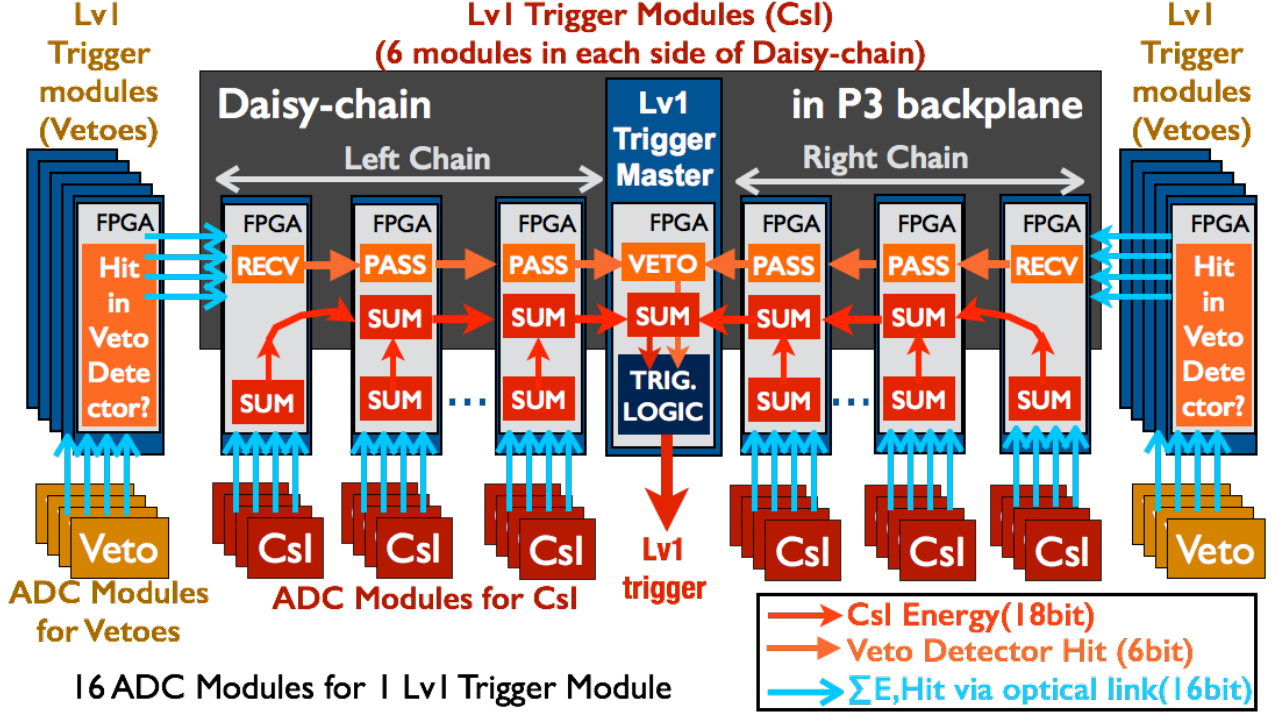 Lv1
Trigger
modules
(Vetoes)
Lv1 Trigger Modules (CsI)
(6 modules in each side of Daisy-chain)
Lv1
Trigger
modules
(Vetoes)
Daisy-chain
Lv1
Trigger
Master
in P3 backplane
Left Chain
Right Chain
FPGA
FPGA
FPGA
FPGA
FPGA
FPGA
FPGA
FPGA
FPGA
Hit
in
Veto
Dete
ctor?
RECV
PASS
PASS
VETO
PASS
PASS
RECV
Hit
in
Veto
Dete
ctor?
SUM
SUM
SUM
SUM
SUM
SUM
SUM
SUM
....
SUM
TRIG.
LOGIC
SUM
....
SUM
SUM
Veto
CsI
CsI
CsI
Lv1
trigger
CsI
CsI
CsI
Veto
ADC Modules
for Vetoes
ADC Modules for CsI
CsI Energy(18bit)
Veto Detector Hit (6bit)
∑E,Hit via optical link(16bit)
16 ADC Modules for 1 Lv1 Trigger Module